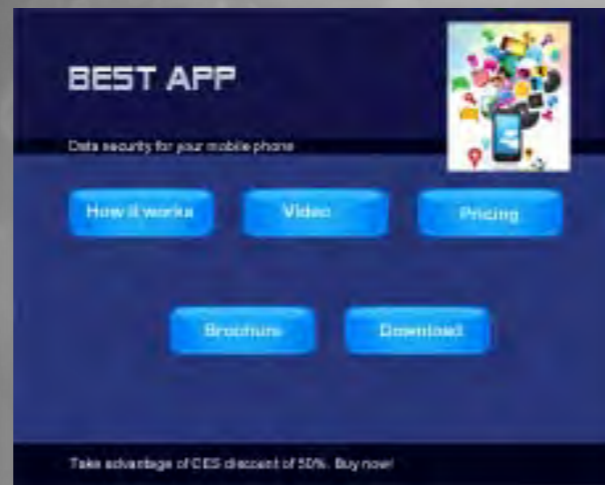 BEST APP
Data security for your mobile phone
How it works
Video
Pricing
Brochure
Download
Take advantage of CES discount of 50%. Buy now!